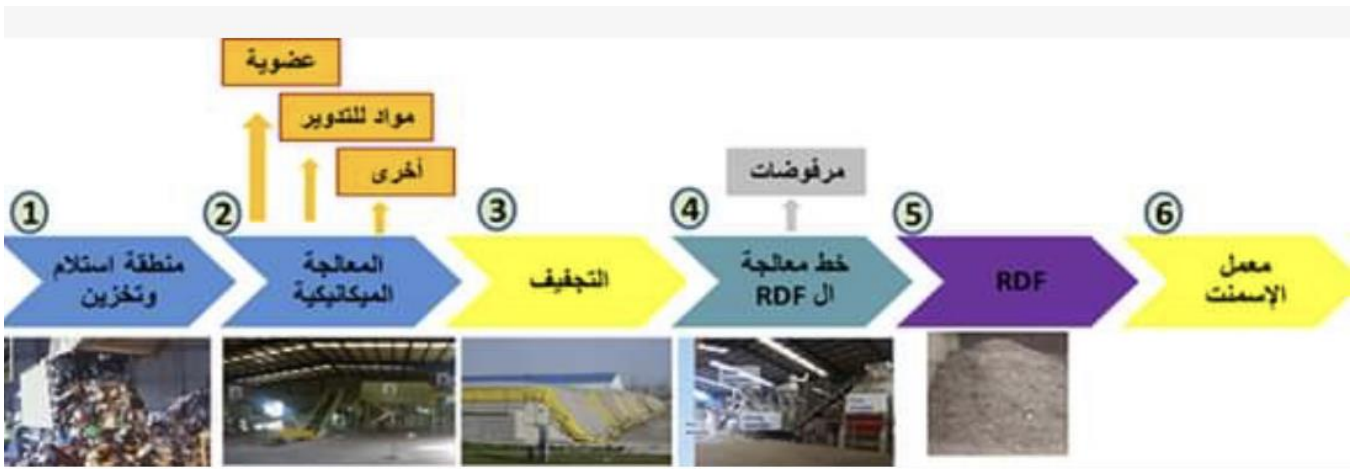 عضوية
مواد للتدوير
أخرى
مرفوضات
1
منطقة استلام
وتخزين
2
المعالجة
الميكانيكية
3
التجفيف
4
خط معالجة
ال RDF
5
RDF
6
معمل
الإسمنت